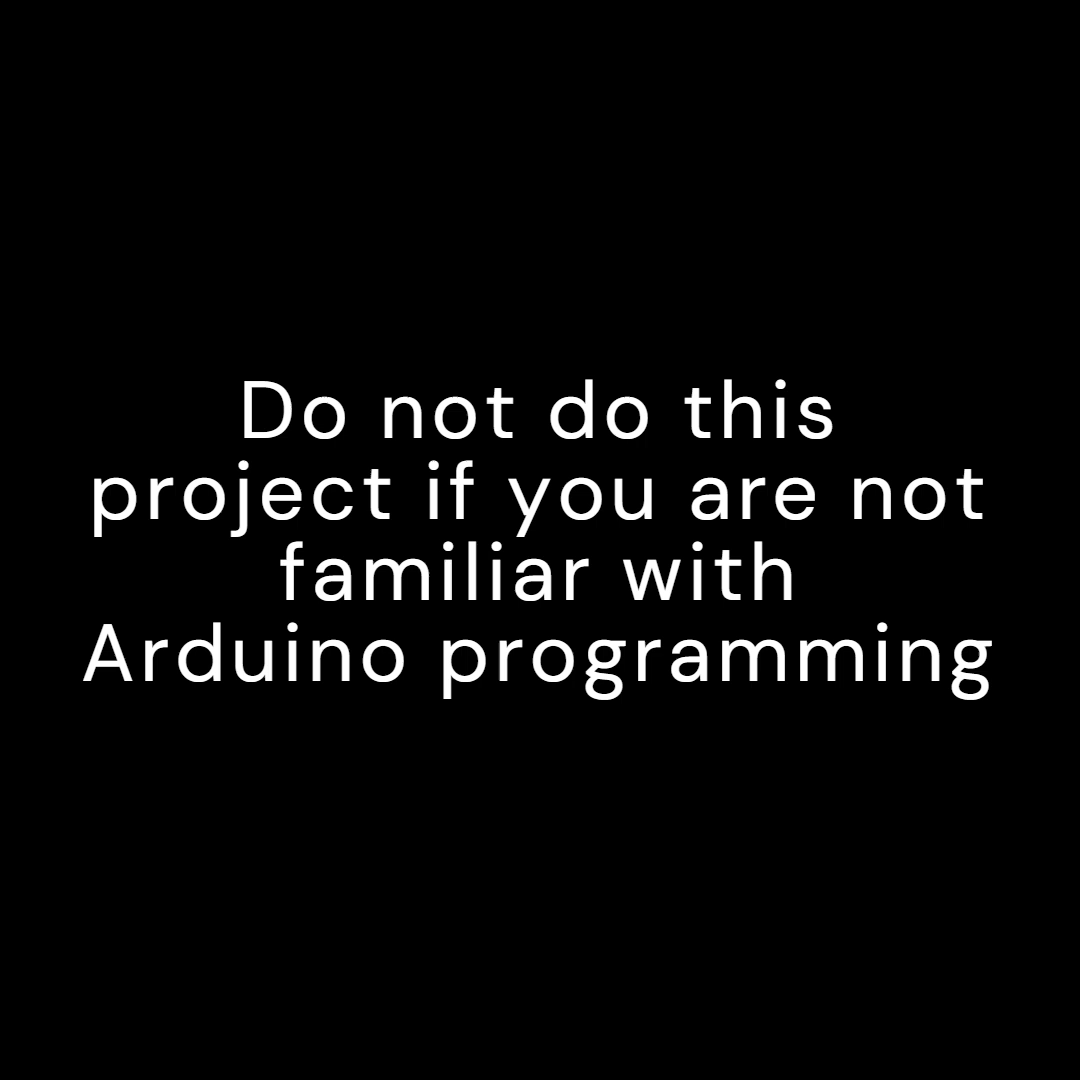 Do not do this
project if you are not
familiar with
Arduino programming